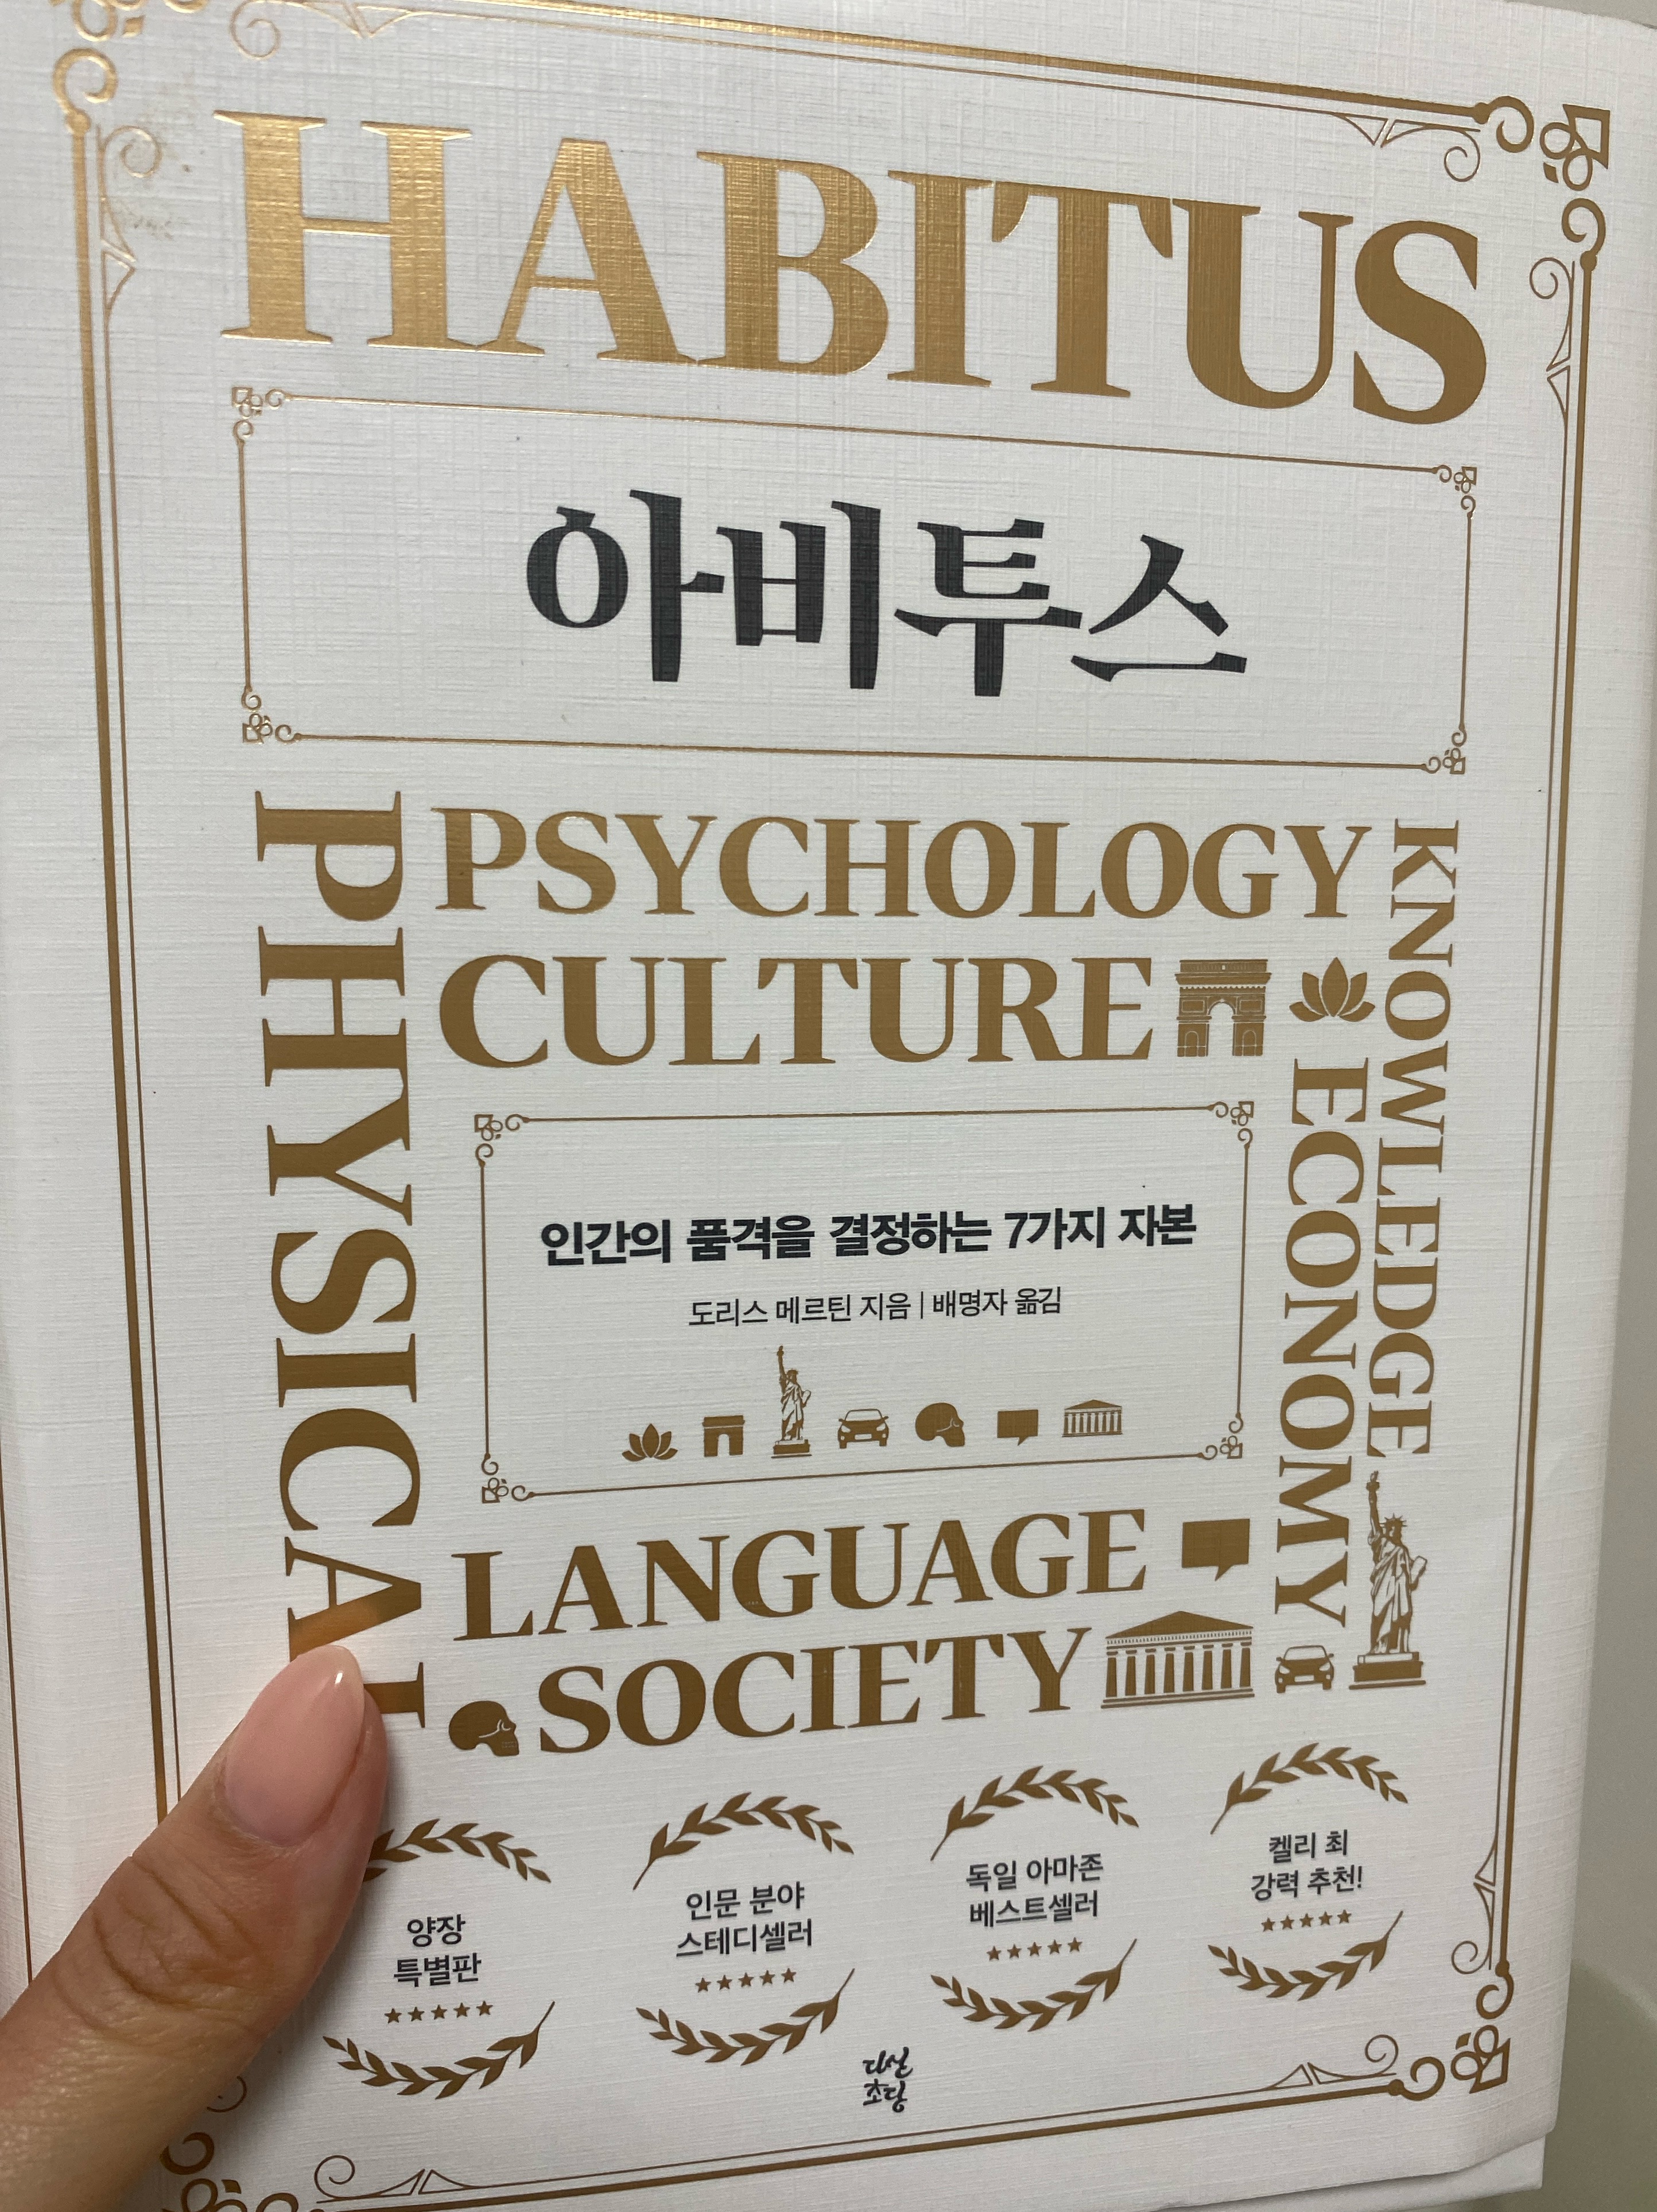 HABITUS
아비투스
PHYSICAL
PSYCHOLOGY
CULTURE
KNOWLEDGE
ECONOMY
인간의 품격을 결정하는 7가지 자본
도리스 메르틴 지음 | 배명자 옮김
LANGUAGE
SOCIETY
양장
특별판
인문 분야
스테디셀러
독일 아마존
베스트셀러
켈리 최
강력 추천!
다산
초당